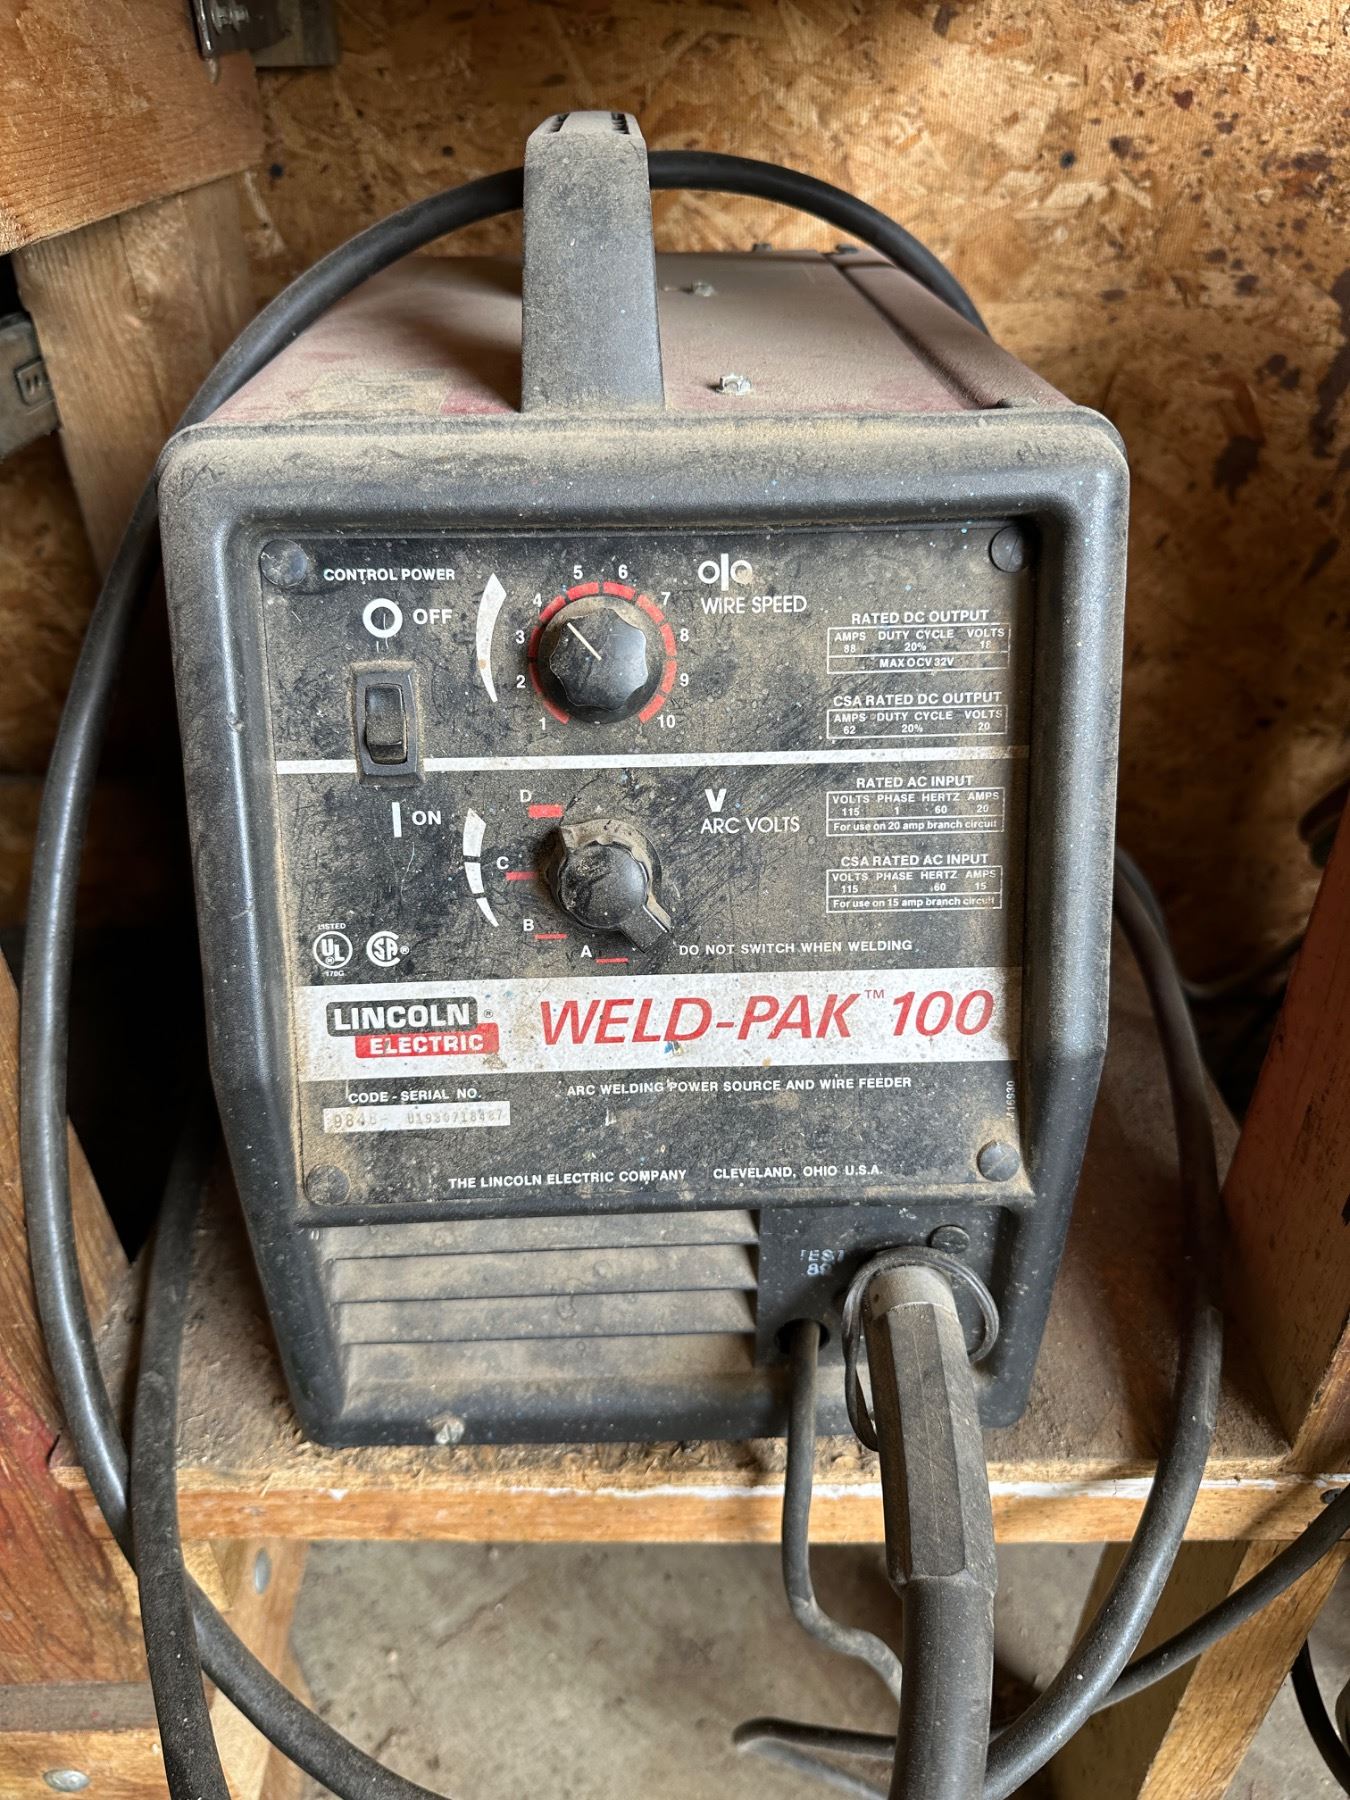 CONTROL POWER
OFF
ON
1
2
3
4
5
6
7
8
9
10
WIRE SPEED
D
C
B
A
V
ARC VOLTS
DO NOT SWITCH WHEN WELDING
RATED DC OUTPUT
AMPS DUTY CYCLE VOLTS
88 20% 18
MAX OCV 32V
CSA RATED DC OUTPUT
AMPS DUTY CYCLE VOLTS
62 20% 20
RATED AC INPUT
VOLTS PHASE HERTZ AMPS
115 1 60 20
For use on 20 amp branch circuit
CSA RATED AC INPUT
VOLTS PHASE HERTZ AMPS
115 1 60 15
For use on 15 amp branch circuit
LISTED
UL ®
178G
SA ®
LINCOLN ®
ELECTRIC
WELD-PAK™ 100
CODE - SERIAL NO.
ARC WELDING POWER SOURCE AND WIRE FEEDER
THE LINCOLN ELECTRIC COMPANY CLEVELAND, OHIO U.S.A.